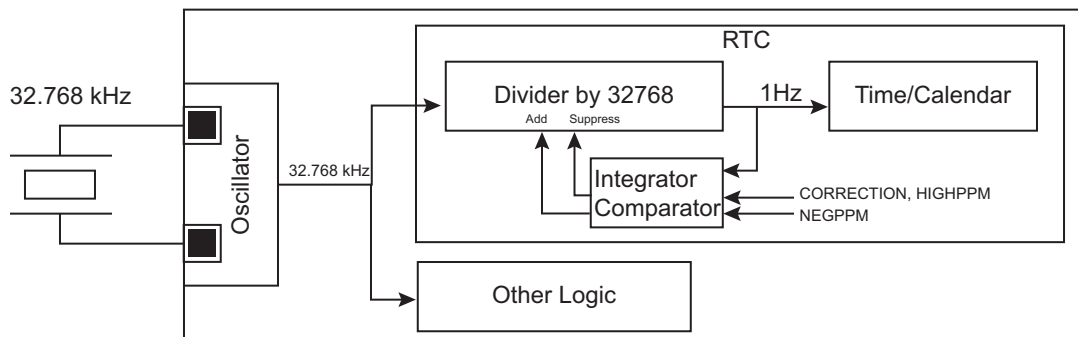 RTC
32.768 kHz
Oscillator
32.768 kHz
Divider by 32768
Add Suppress
1Hz
Time/Calendar
Integrator
Comparator
CORRECTION, HIGHPPM
NEGPPM
Other Logic